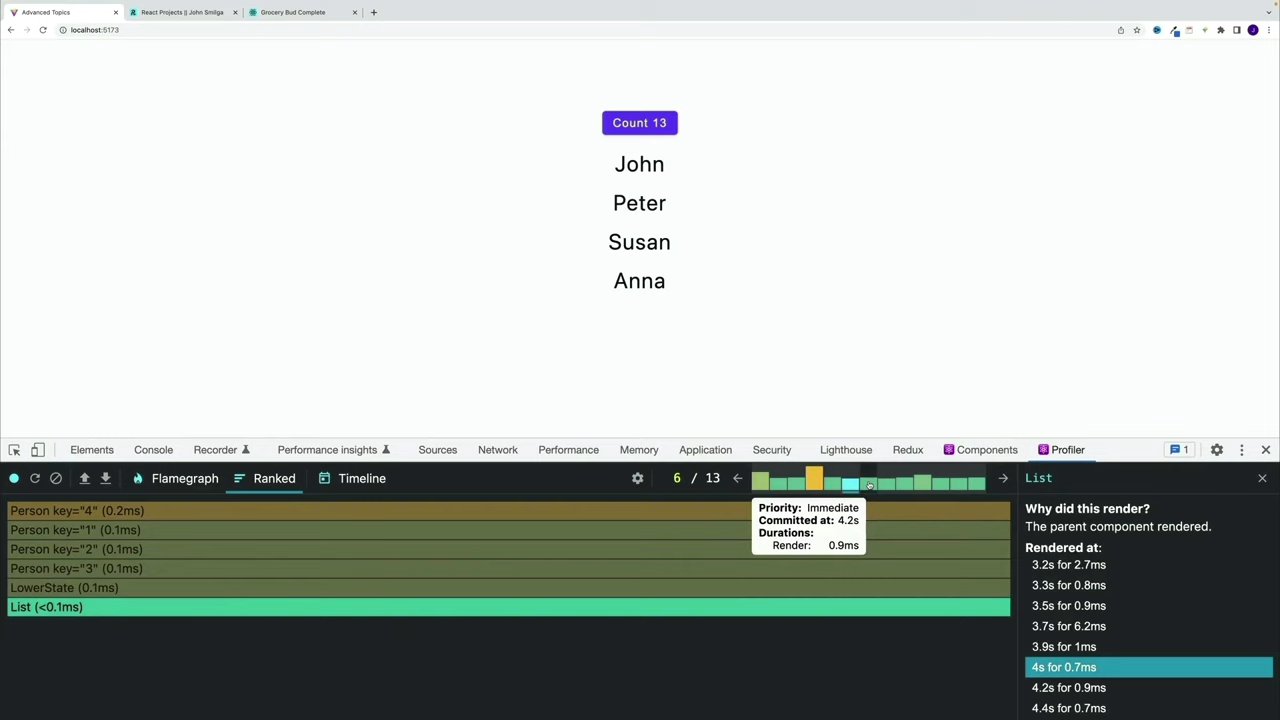 Advanced Topics
React Projects || John Smilga
Grocery Bud Complete
localhost:5173
Count 13
John
Peter
Susan
Anna
Elements Console Recorder Performance insights Sources Network Performance Memory Application Security Lighthouse Redux Components Profiler 1
Flamegraph Ranked Timeline 6 / 13 List
Person key="4" (0.2ms)
Person key="1" (0.1ms)
Person key="2" (0.1ms)
Person key="3" (0.1ms)
LowerState (0.1ms)
List (<0.1ms)
Priority: Immediate
Committed at: 4.2s
Durations:
Render: 0.9ms
Why did this render?
The parent component rendered.
Rendered at:
3.2s for 2.7ms
3.3s for 0.8ms
3.5s for 0.9ms
3.7s for 6.2ms
3.9s for 1ms
4s for 0.7ms
4.2s for 0.9ms
4.4s for 0.7ms